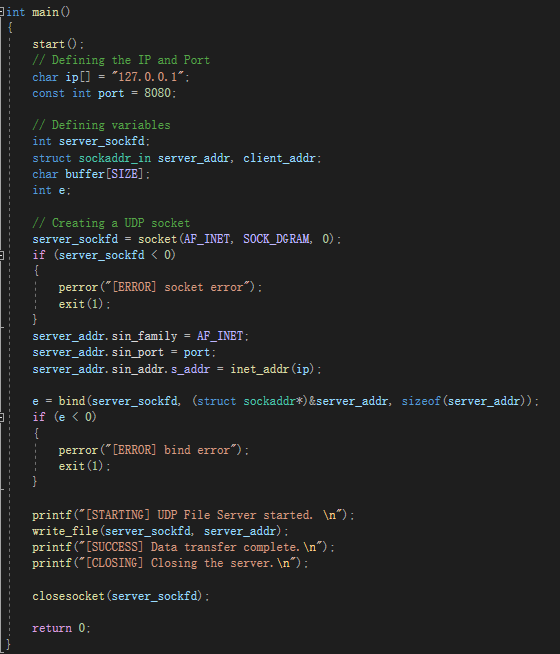 int main()
{
start();
// Defining the IP and Port
char ip[] = "127.0.0.1";
const int port = 8080;
// Defining variables
int server_sockfd;
struct sockaddr_in server_addr, client_addr;
char buffer[SIZE];
int e;
// Creating a UDP socket
server_sockfd = socket(AF_INET, SOCK_DGRAM, 0);
if (server_sockfd < 0)
{
perror("[ERROR] socket error");
exit(1);
}
server_addr.sin_family = AF_INET;
server_addr.sin_port = port;
server_addr.sin_addr.s_addr = inet_addr(ip);
e = bind(server_sockfd, (struct sockaddr*)&server_addr, sizeof(server_addr));
if (e < 0)
{
perror("[ERROR] bind error");
exit(1);
}
printf("[STARTING] UDP File Server started. \n");
write_file(server_sockfd, server_addr);
printf("[SUCCESS] Data transfer complete.\n");
printf("[CLOSING] Closing the server.\n");
closesocket(server_sockfd);
return 0;
}